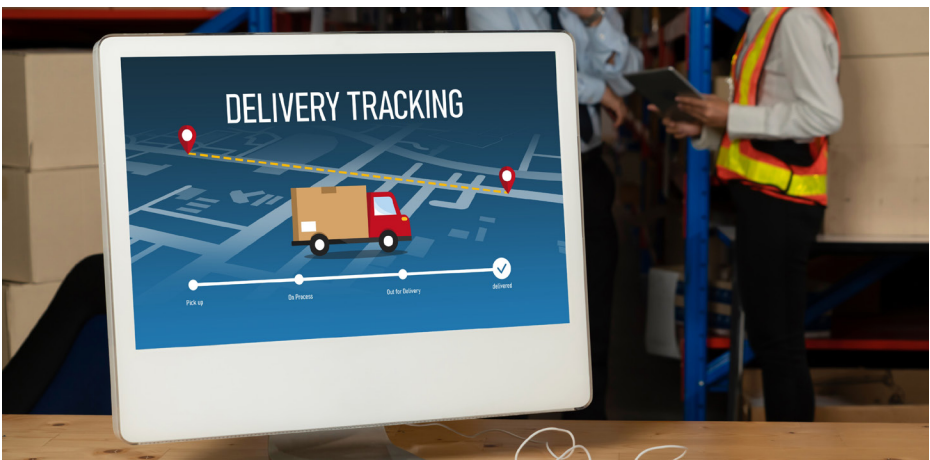 DELIVERY TRACKING
Pick up
On Process
Out for Delivery
delivered